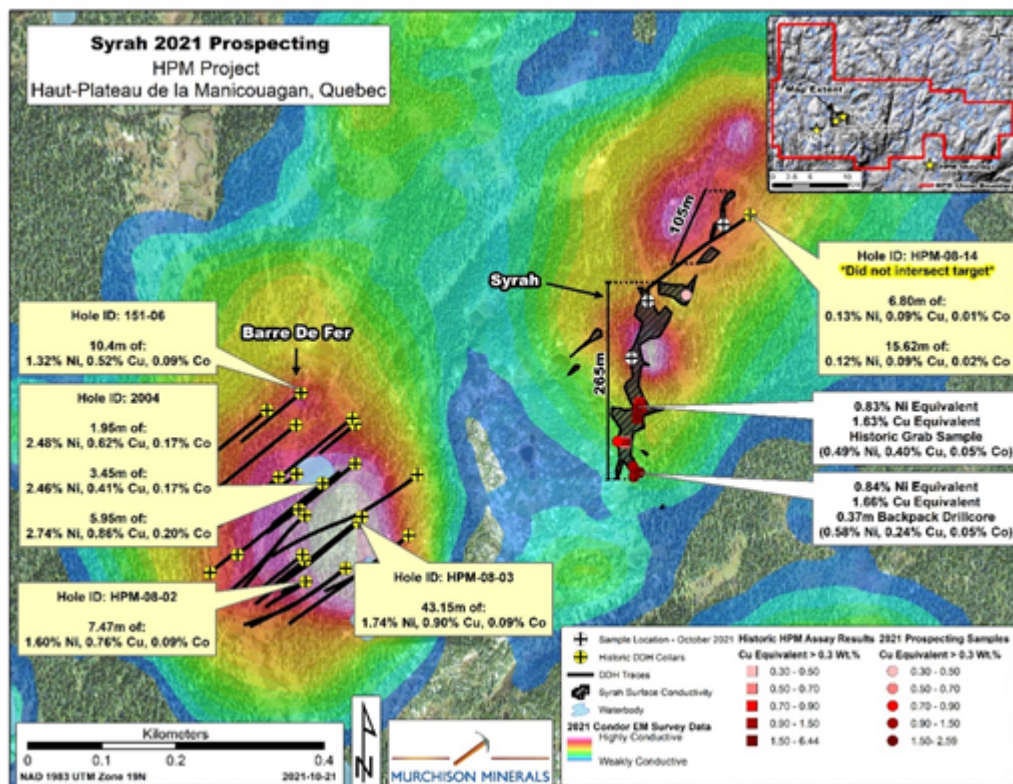 Syrah 2021 Prospecting
HPM Project
Haut-Plateau de la Manicouagan, Quebec
Map Extent
HPM Showing
HPM Claim Boundary
105m
Syrah
265m
Barre De Fer
Hole ID: HPM-08-14
"Did not intersect target"
6.80m of:
0.13% Ni, 0.09% Cu, 0.01% Co
15.62m of:
0.12% Ni, 0.09% Cu, 0.02% Co
Hole ID: 151-06
10.4m of:
1.32% Ni, 0.52% Cu, 0.09% Co
Hole ID: 2004
1.95m of:
2.48% Ni, 0.62% Cu, 0.17% Co
3.45m of:
2.46% Ni, 0.41% Cu, 0.17% Co
5.95m of:
2.74% Ni, 0.86% Cu, 0.20% Co
0.83% Ni Equivalent
1.63% Cu Equivalent
Historic Grab Sample
(0.49% Ni, 0.40% Cu, 0.05% Co)
0.84% Ni Equivalent
1.66% Cu Equivalent
0.37m Backpack Drillcore
(0.58% Ni, 0.24% Cu, 0.05% Co)
Hole ID: HPM-08-02
7.47m of:
1.60% Ni, 0.76% Cu, 0.09% Co
Hole ID: HPM-08-03
43.15m of:
1.74% Ni, 0.90% Cu, 0.09% Co
Sample Location - October 2021
Historic DDH Collars
DDH Traces
Syrah Surface Conductivity
Waterbody
2021 Condor EM Survey Data
Highly Conductive
Weakly Conductive
Historic HPM Assay Results
Cu Equivalent > 0.3 Wt.%
0.30 - 0.50
0.50 - 0.70
0.70 - 0.90
0.90 - 1.50
1.50 - 6.44
2021 Prospecting Samples
Cu Equivalent > 0.3 Wt.%
0.30 - 0.50
0.50 - 0.70
0.70 - 0.90
0.90 - 1.50
1.50- 2.59
Kilometers
0 0.1 0.2 0.4
NAD 1983 UTM Zone 19N 2021-10-21
N
MURCHISON MINERALS